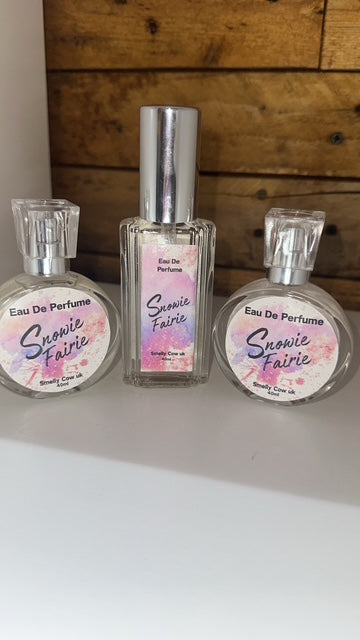 Eau De Perfume
Snowie
Fairie
Smelly Cow uk
40ml
Eau De
Perfume
Snowie
Fairie
Smelly Cow uk
40ml
Eau De Perfume
Snowie
Fairie
Smelly Cow uk
40ml